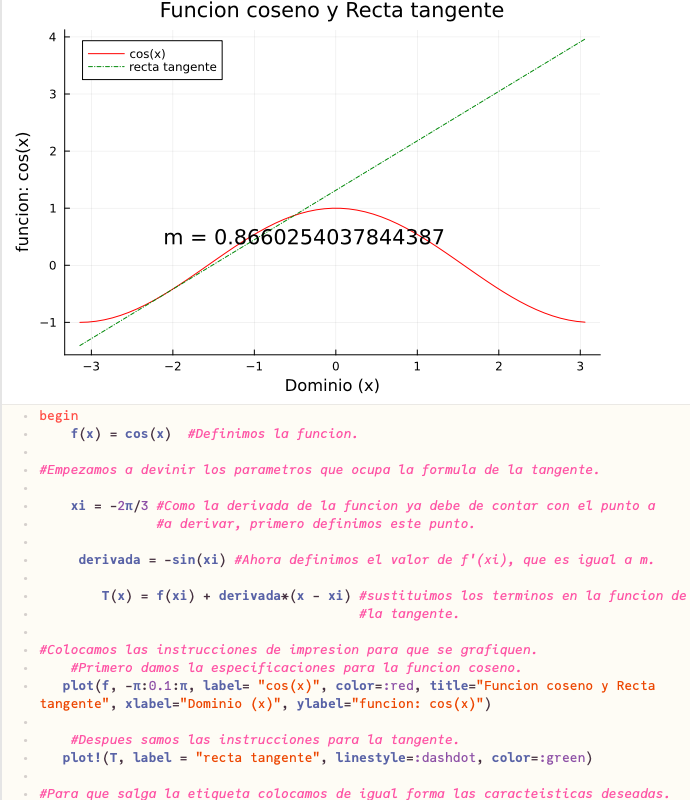 Funcion coseno y Recta tangente
4
3
2
1
0
−1
cos(x)
recta tangente
m = 0.8660254037844387
funcion: cos(x)
−3 −2 −1 0 1 2 3
Dominio (x)
begin
f(x) = cos(x) #Definimos la funcion.
#Empezamos a devinir los parametros que ocupa la formula de la tangente.
xi = -2π/3 #Como la derivada de la funcion ya debe de contar con el punto a
#a derivar, primero definimos este punto.
derivada = -sin(xi) #Ahora definimos el valor de f'(xi), que es igual a m.
T(x) = f(xi) + derivada*(x - xi) #sustituimos los terminos en la funcion de
#la tangente.
#Colocamos las instrucciones de impresion para que se grafiquen.
#Primero damos la especificaciones para la funcion coseno.
plot(f, -π:0.1:π, label= "cos(x)", color=:red, title="Funcion coseno y Recta
tangente", xlabel="Dominio (x)", ylabel="funcion: cos(x)")
#Despues samos las instrucciones para la tangente.
plot!(T, label = "recta tangente", linestyle=:dashdot, color=:green)
#Para que salga la etiqueta colocamos de igual forma las caracteisticas deseadas.